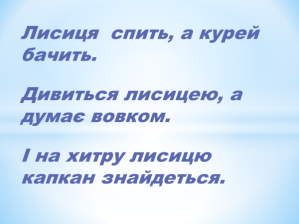 Лисиця  спить, а курей
бачить.
Дивиться лисицею, а
думає вовком.
І на хитру лисицю
капкан знайдеться.